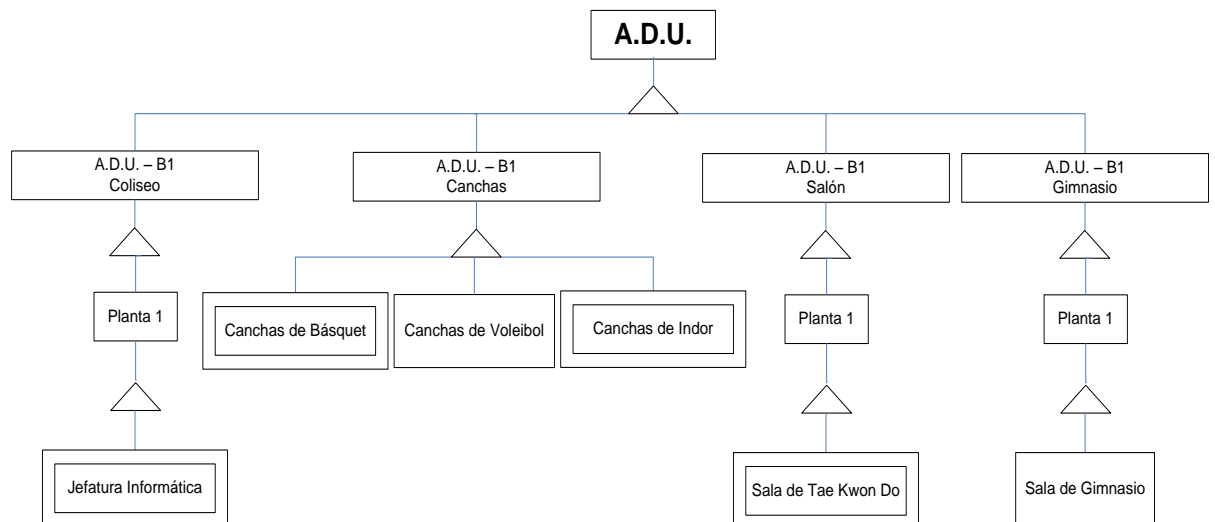 A.D.U.
A.D.U. – B1
Coliseo
A.D.U. – B1
Canchas
A.D.U. – B1
Salón
A.D.U. – B1
Gimnasio
Planta 1
Canchas de Básquet
Canchas de Voleibol
Canchas de Indor
Planta 1
Planta 1
Jefatura Informática
Sala de Tae Kwon Do
Sala de Gimnasio